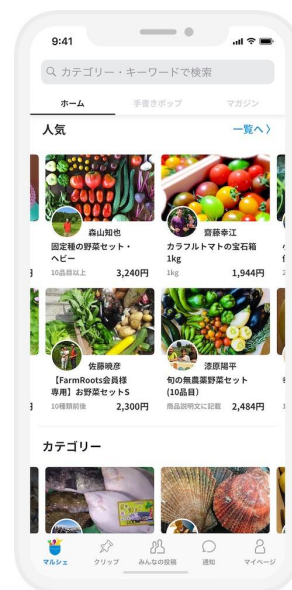 9:41
カテゴリー・キーワードで検索
ホーム
手書きポップ
マガジン
人気
一覧へ 〉
森山知也
固定種の野菜セット・
ヘビー
10品目以上 3,240円
齊藤幸江
カラフルトマトの宝石箱
1kg
1kg 1,944円
佐藤暁彦
【FarmRoots会員様
専用】お野菜セットS
10種類前後 2,300円
漆原陽平
旬の無農薬野菜セット
(10品目)
商品説明文に記載 2,484円
カテゴリー
マルシェ
クリップ
みんなの投稿
通知
マイページ